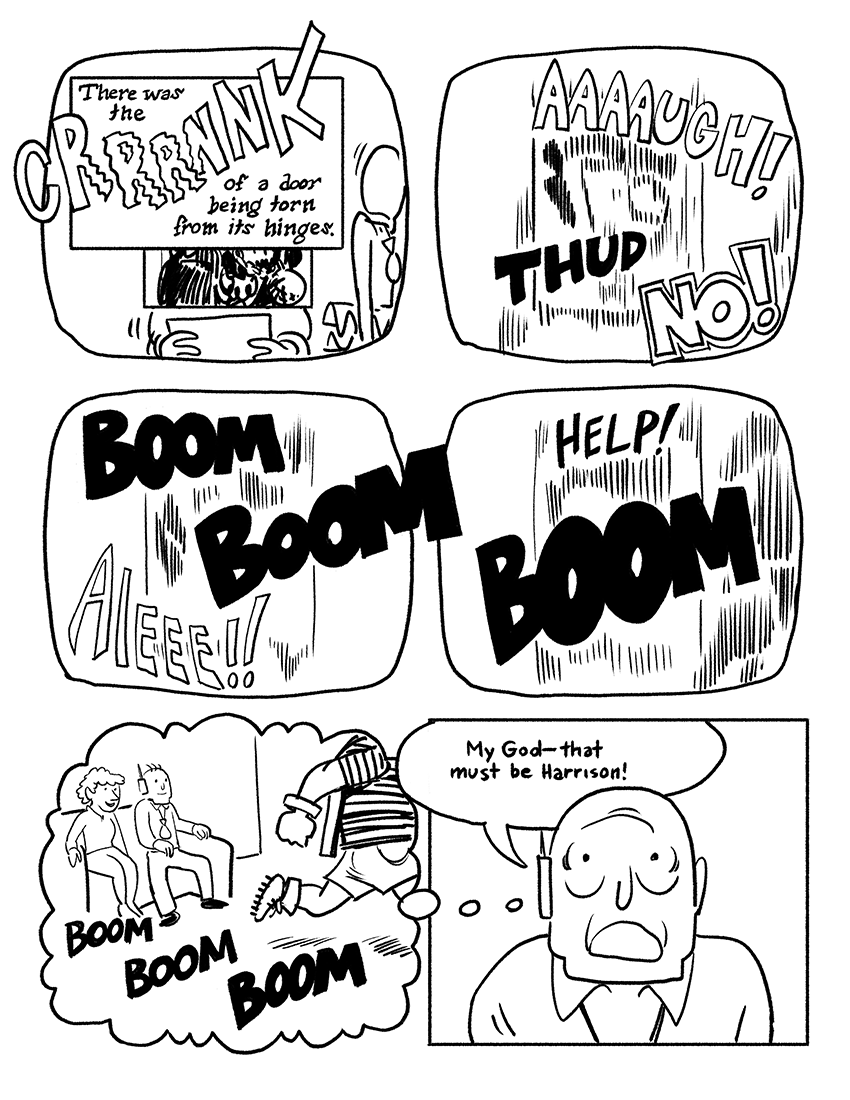 There was
the
CRRRNNNK
of a door
being torn
from its hinges.
AAAAUGH!
THUD
NO!
BOOM
BOOM
AIEEE!!
HELP!
BOOM
BOOM
BOOM
BOOM
My God—that
must be Harrison!